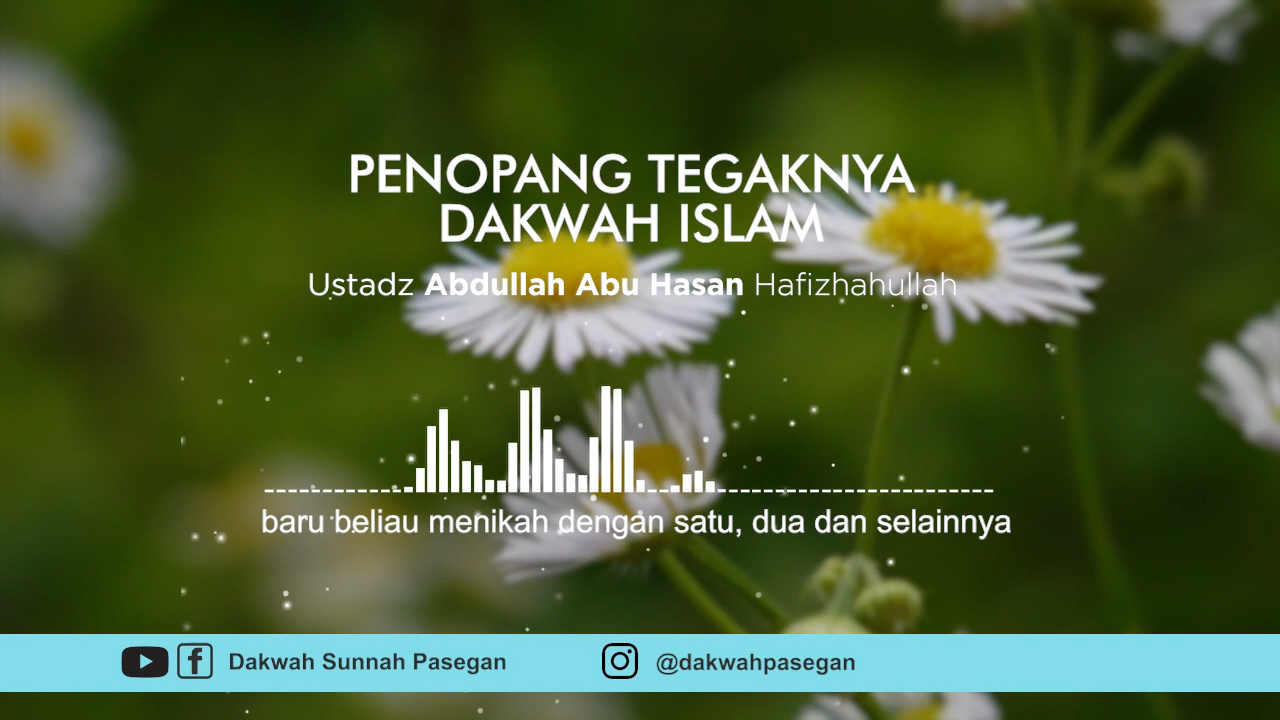 PENOPANG TEGAKNYA
DAKWAH ISLAM
Ustadz Abdullah Abu Hasan Hafizhahullah
baru beliau menikah dengan satu, dua dan selainnya
Dakwah Sunnah Pasegan
@dakwahpasegan